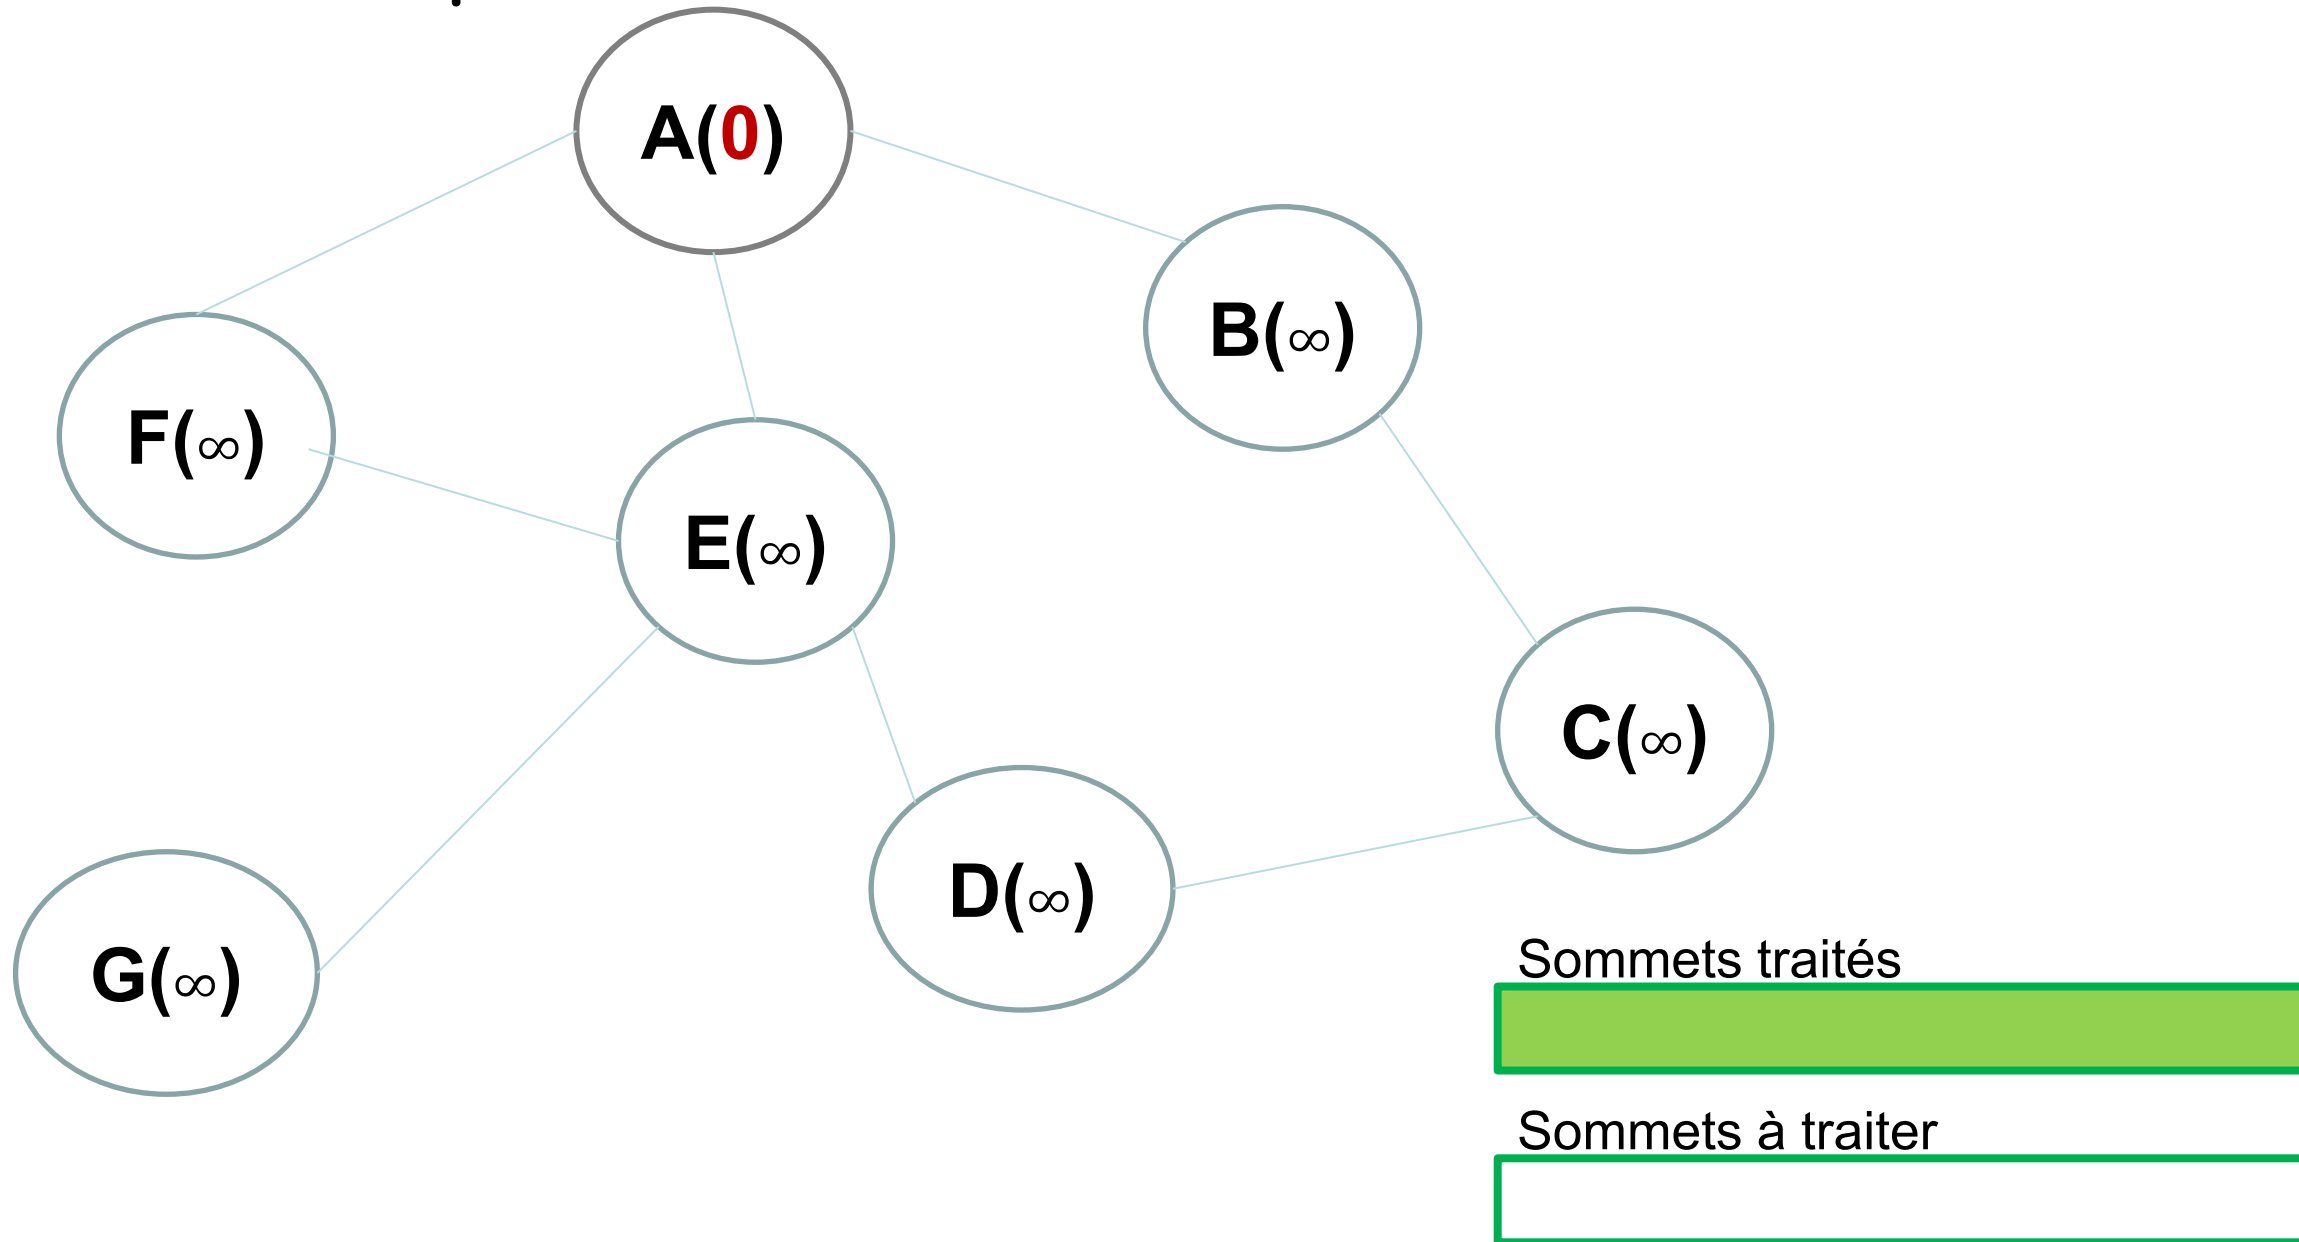 A(0)
B(∞)
F(∞)
E(∞)
C(∞)
D(∞)
G(∞)
Sommets traités
Sommets à traiter